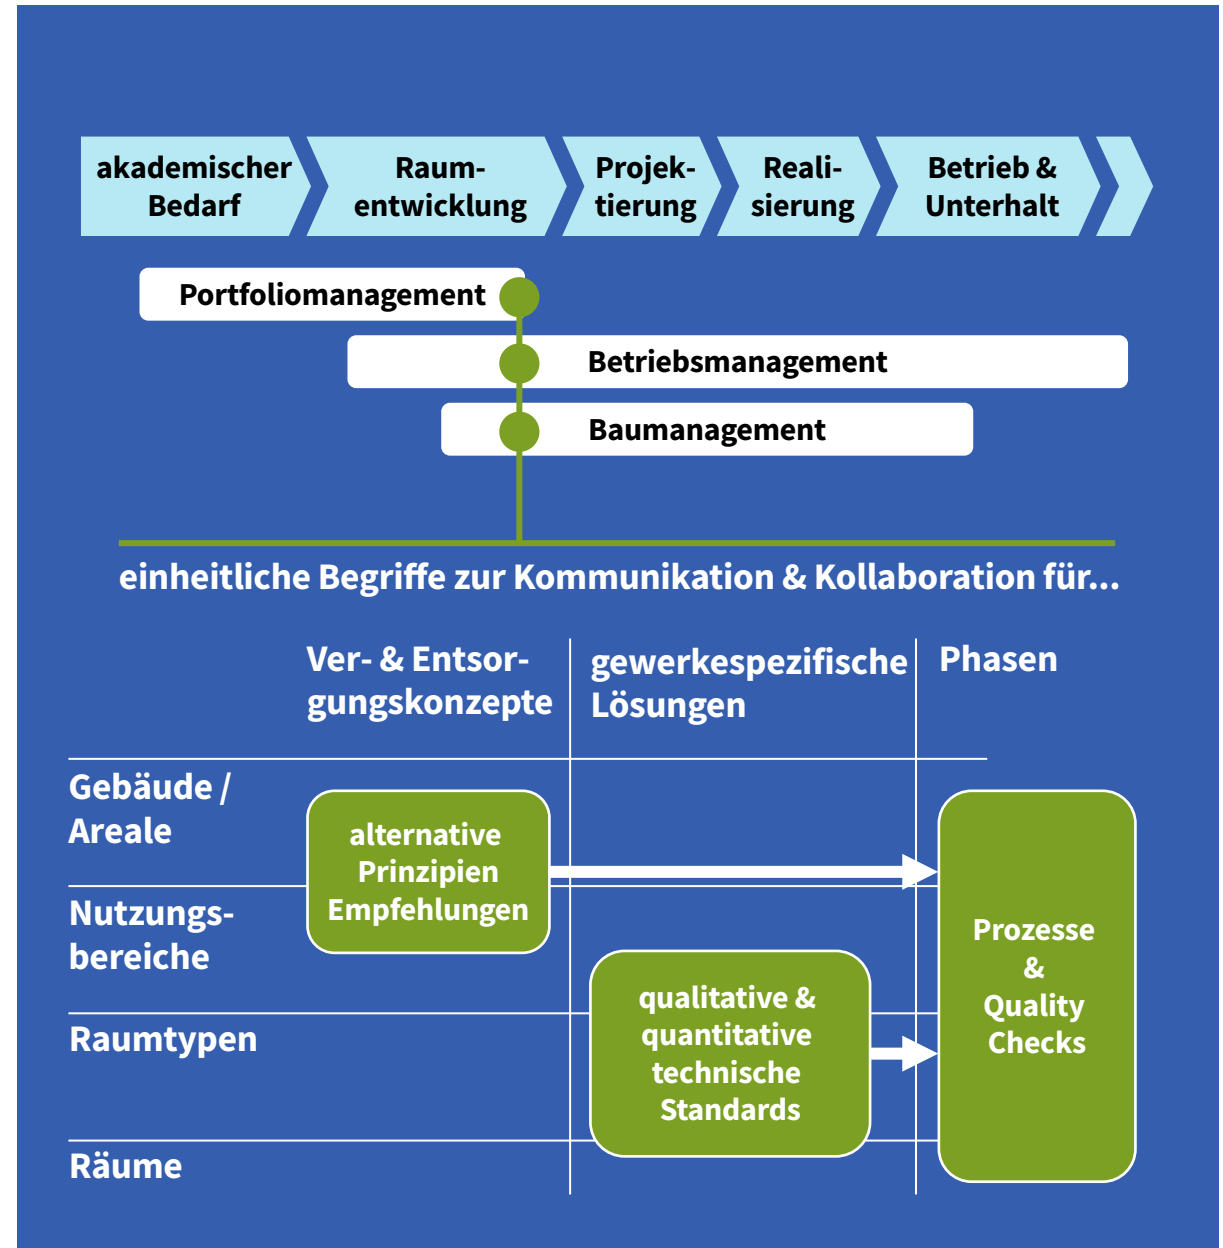 akademischer
Bedarf
Raum-
entwicklung
Projek-
tierung
Reali-
sierung
Betrieb &
Unterhalt
Portfoliomanagement
Betriebsmanagement
Baumanagement
einheitliche Begriffe zur Kommunikation & Kollaboration für...
Ver- & Entsor-
gungskonzepte
gewerkespezifische
Lösungen
Phasen
Gebäude /
Areale
alternative
Prinzipien
Empfehlungen
Nutzungs-
bereiche
Prozesse
&
Quality
Checks
qualitative &
quantitative
technische
Standards
Raumtypen
Räume